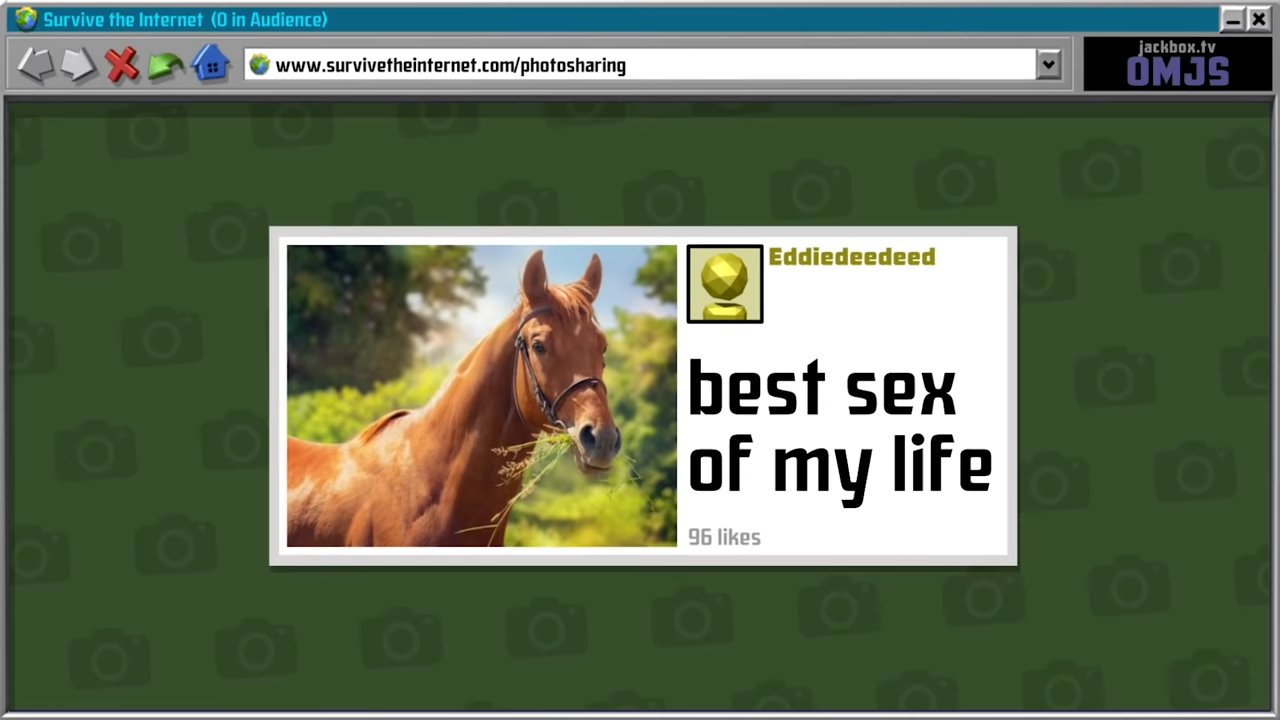 Survive the Internet (0 in Audience)
www.survivetheinternet.com/photosharing
jackbox.tv
OMJS
Eddiedeedeed
best sex
of my life
96 likes